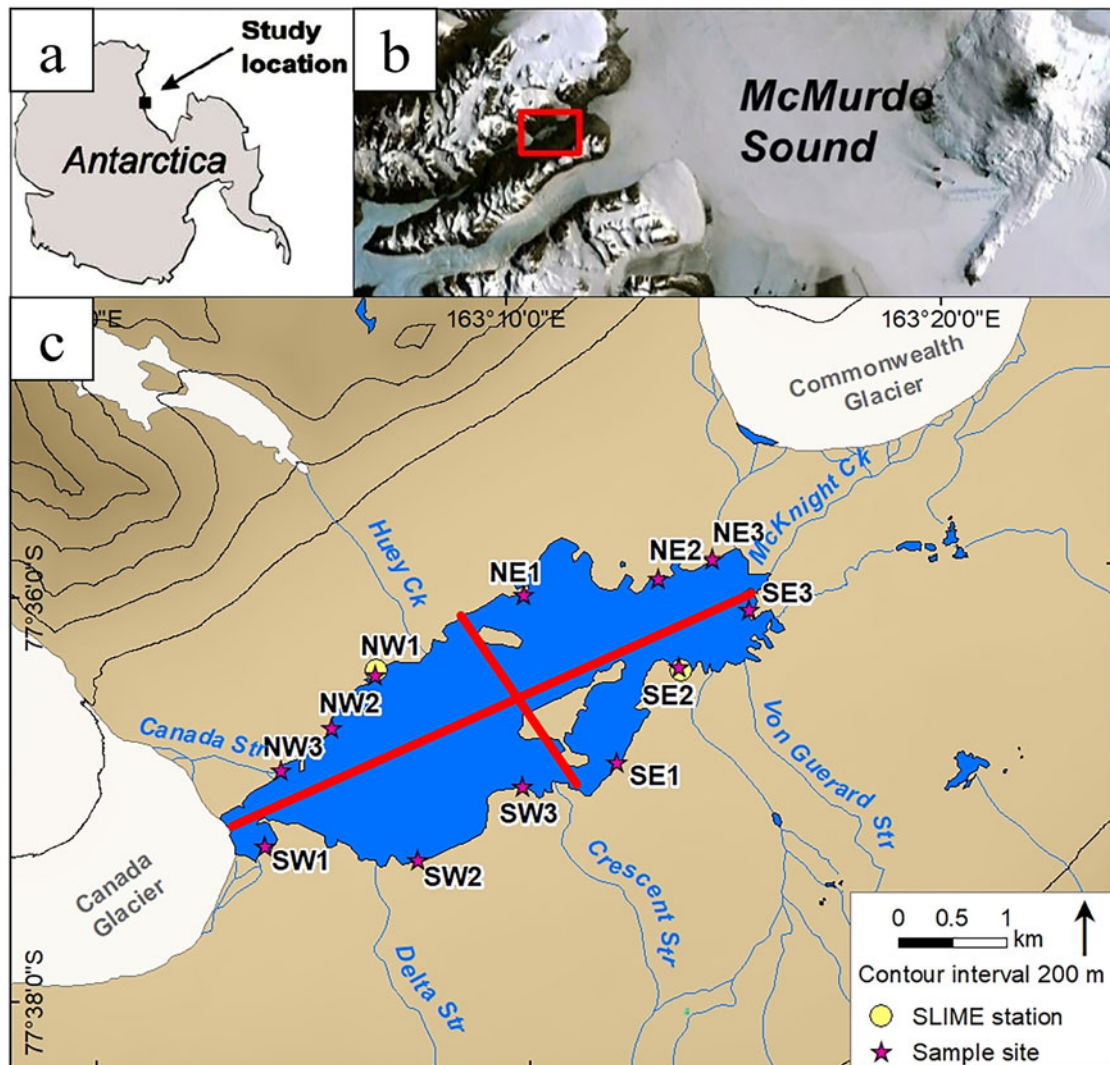 a
Study
location
Antarctica
b
McMurdo
Sound
c
0"E
163°10'0"E
163°20'0"E
Commonwealth
Glacier
McKnight Ck
Huey Ck
NE3
NE2
NE1
SE3
77°36'0"S
NW1
SE2
NW2
Canada Str
NW3
Von Guerard Str
SE1
SW3
SW1
SW2
Canada
Glacier
Crescent Str
Delta Str
77°38'0"S
0 0.5 1
km
Contour interval 200 m
SLIME station
Sample site